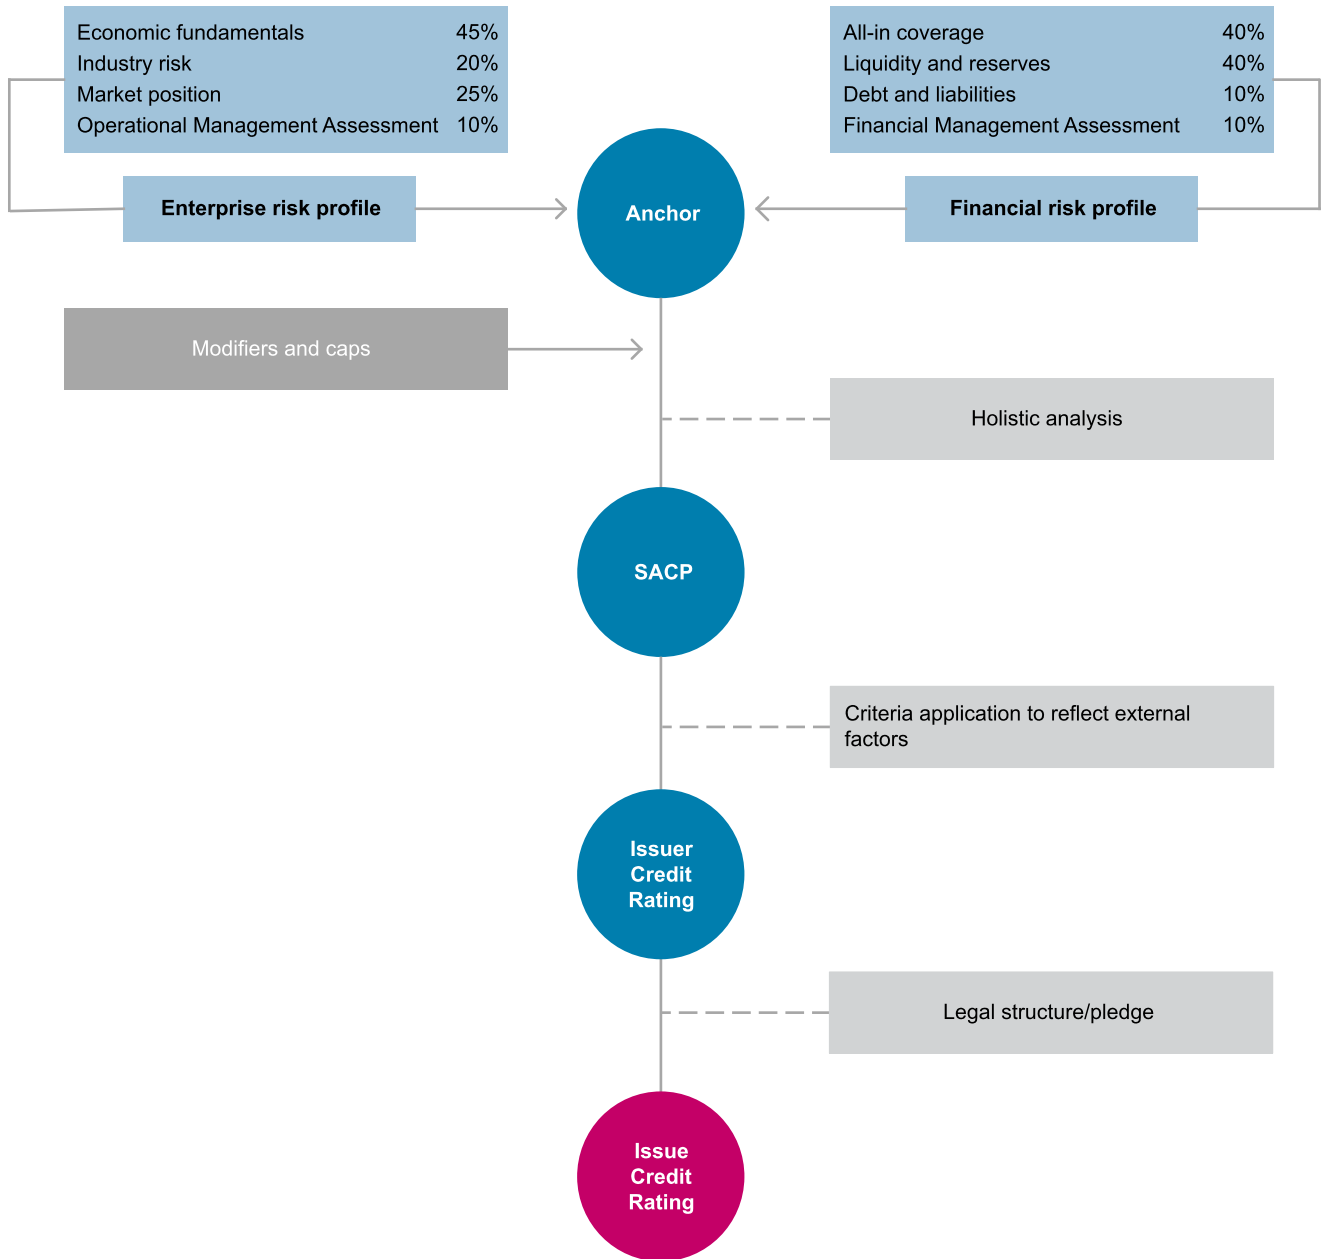 Economic fundamentals 45%
Industry risk 20%
Market position 25%
Operational Management Assessment 10%
All-in coverage 40%
Liquidity and reserves 40%
Debt and liabilities 10%
Financial Management Assessment 10%
Enterprise risk profile
Anchor
Financial risk profile
Modifiers and caps
Holistic analysis
SACP
Criteria application to reflect external
factors
Issuer
Credit
Rating
Legal structure/pledge
Issue
Credit
Rating